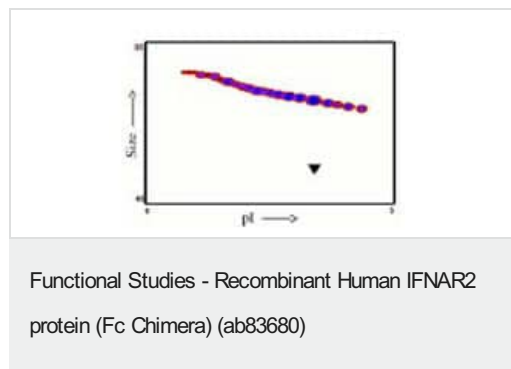 Size
pI
Functional Studies - Recombinant Human IFNAR2
protein (Fc Chimera) (ab83680)